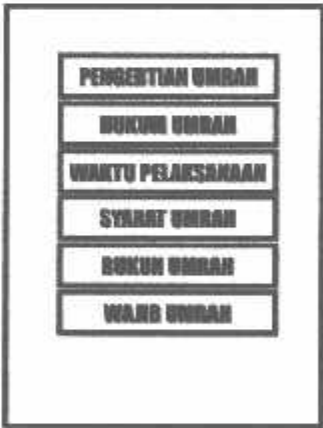 PENGERTIAN UMRAH
HUKUM UMRAH
WAKTU PELAKSANAAN
SYARAT UMRAH
RUKUN UMRAH
WAJIB UMRAH